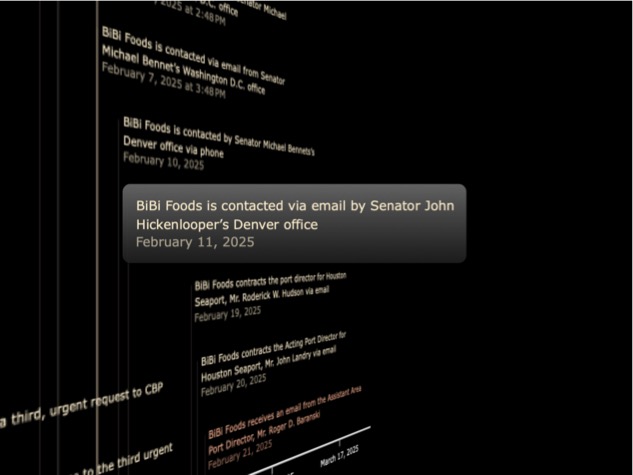 2025 at 2:48 PM
D.C. office
Senator Michael
BiBi Foods is contacted via email from Senator
Michael Bennet's Washington D.C. office
February 7, 2025 at 3:48 PM
BiBi Foods is contacted by Senator Michael Bennets's
Denver office via phone
February 10, 2025
BiBi Foods is contacted via email by Senator John
Hickenlooper's Denver office
February 11, 2025
BiBi Foods contracts the port director for Houston
Seaport, Mr. Roderick W. Hudson via email
February 19, 2025
BiBi Foods contracts the Acting Port Director for
Houston Seaport, Mr. John Landry via email
February 20, 2025
a third, urgent request to CBP
BiBi Foods receives an email from the Assistant Area
Port Director, Mr. Roger D. Baranski
February 21, 2025
to the third urgent
March 17, 2025